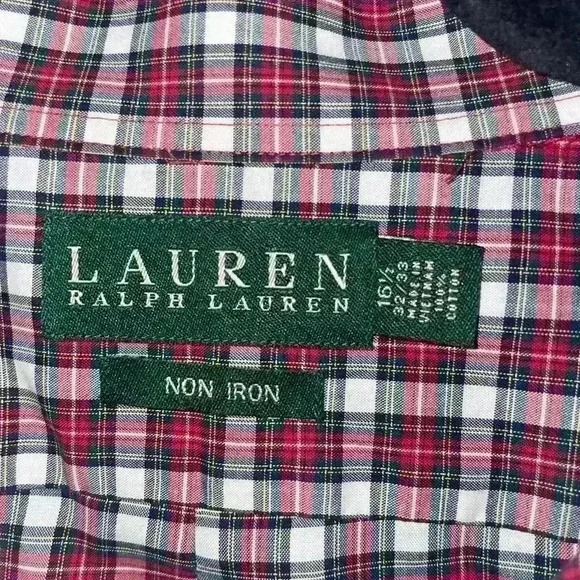 LAUREN
RALPH LAUREN
16½
32/33
MADE IN
VIETNAM
100%
COTTON
NON IRON